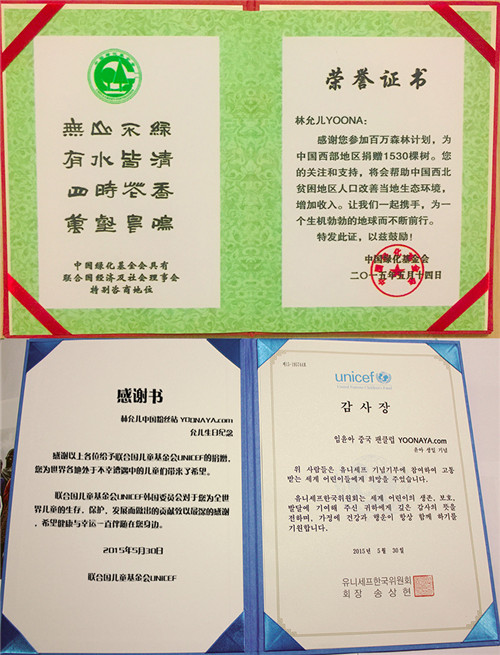 無山不綠
有水皆清
四時花香
萬壑鳥鳴
中国绿化基金会具有
联合国经济及社会理事会
特别咨商地位
荣誉证书
林允儿YOONA:
感谢您参加百万森林计划，为
中国西部地区捐赠1530棵树。您
的关注和支持，将会帮助中国西北
贫困地区人口改善当地生态环境，
增加收入。让我们一起携手，为一
个生机勃勃的地球而不断前行。
特发此证，以兹鼓励！
中国绿化基金会
二〇一五年五月十四日
感谢书
林允儿中国粉丝站 YOONAYA.com
允儿生日纪念
感谢以上各位给予联合国儿童基金会UNICEF的捐赠，
您为世界各地处于不幸遭遇中的儿童们带来了希望。
联合国儿童基金会UNICEF韩国委员会对于您为全世
界儿童的生存、保护、发展而做出的贡献致以最深的感谢
，希望健康与幸运一直伴随在您身边。
2015年5月30日
联合国儿童基金会UNICEF
unicef
감 사 장
임윤아 중국 팬클럽 YOONAYA.com
윤아 생일 기념
위 사람들은 유니세프 기념기부에 참여하여 고통
받는 세계 어린이들에게 희망을 주었습니다.
유니세프한국위원회는 세계 어린이의 생존, 보호,
발달에 기여해 주신 귀하에게 깊은 감사의 뜻을
전하며, 가정에 건강과 행운이 항상 함께 하기를
기원합니다.
2015년 5월 30일
유니세프한국위원회
회 장 송 상 현